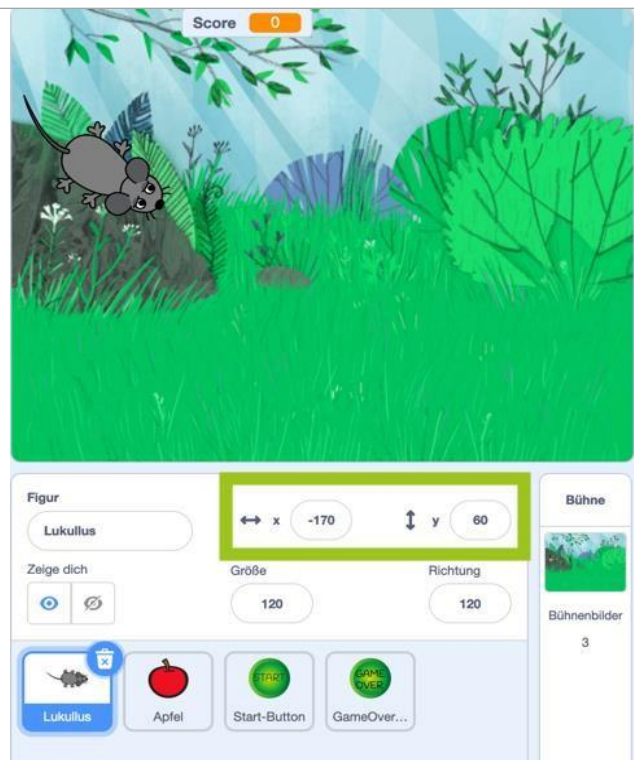 Score 0
Figur
Lukullus
x -170
y 60
Zeige dich
Größe
120
Richtung
120
Bühne
Bühnenbilder
3
Lukullus
Apfel
START
Start-Button
GAME
OVER
GameOver...